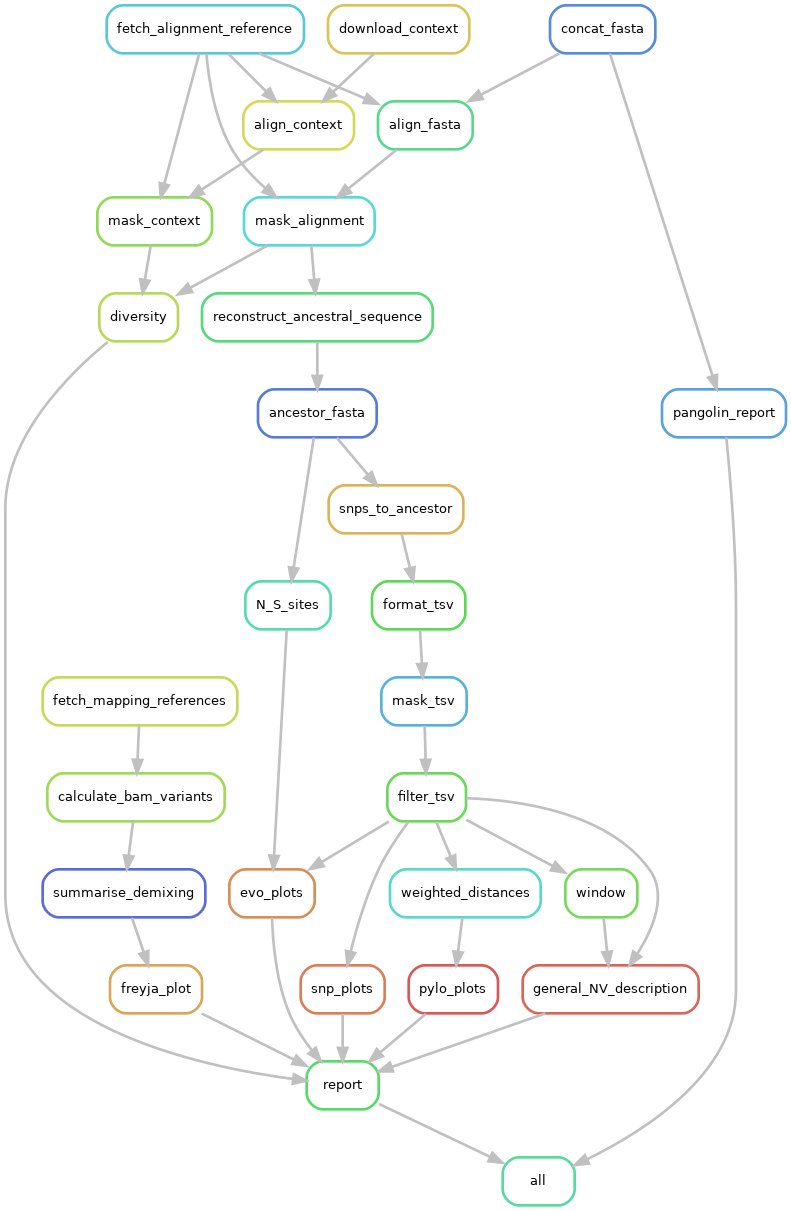 fetch_alignment_reference
download_context
concat_fasta
align_context
align_fasta
mask_context
mask_alignment
diversity
reconstruct_ancestral_sequence
ancestor_fasta
pangolin_report
snps_to_ancestor
N_S_sites
format_tsv
fetch_mapping_references
mask_tsv
calculate_bam_variants
filter_tsv
summarise_demixing
evo_plots
weighted_distances
window
freyja_plot
snp_plots
pylo_plots
general_NV_description
report
all